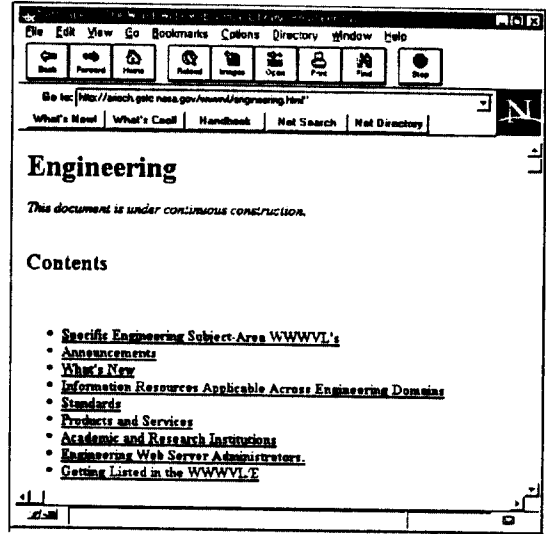 File Edit View Go Bookmarks Options Directory Window Help
Back Forward Home Reload Images Open Print Find Stop
Go to:
What's New! What's Cool! Handbook Net Search Net Directory
N
Engineering
This document is under continuous construction.
Contents
• Specific Engineering Subject-Area WWWVL's
• Announcements
• What's New
• Information Resources Applicable Across Engineering Domains
• Standards
• Products and Services
• Academic and Research Institutions
• Engineering Web Server Administrators.
• Getting Listed in the WWWVL/E